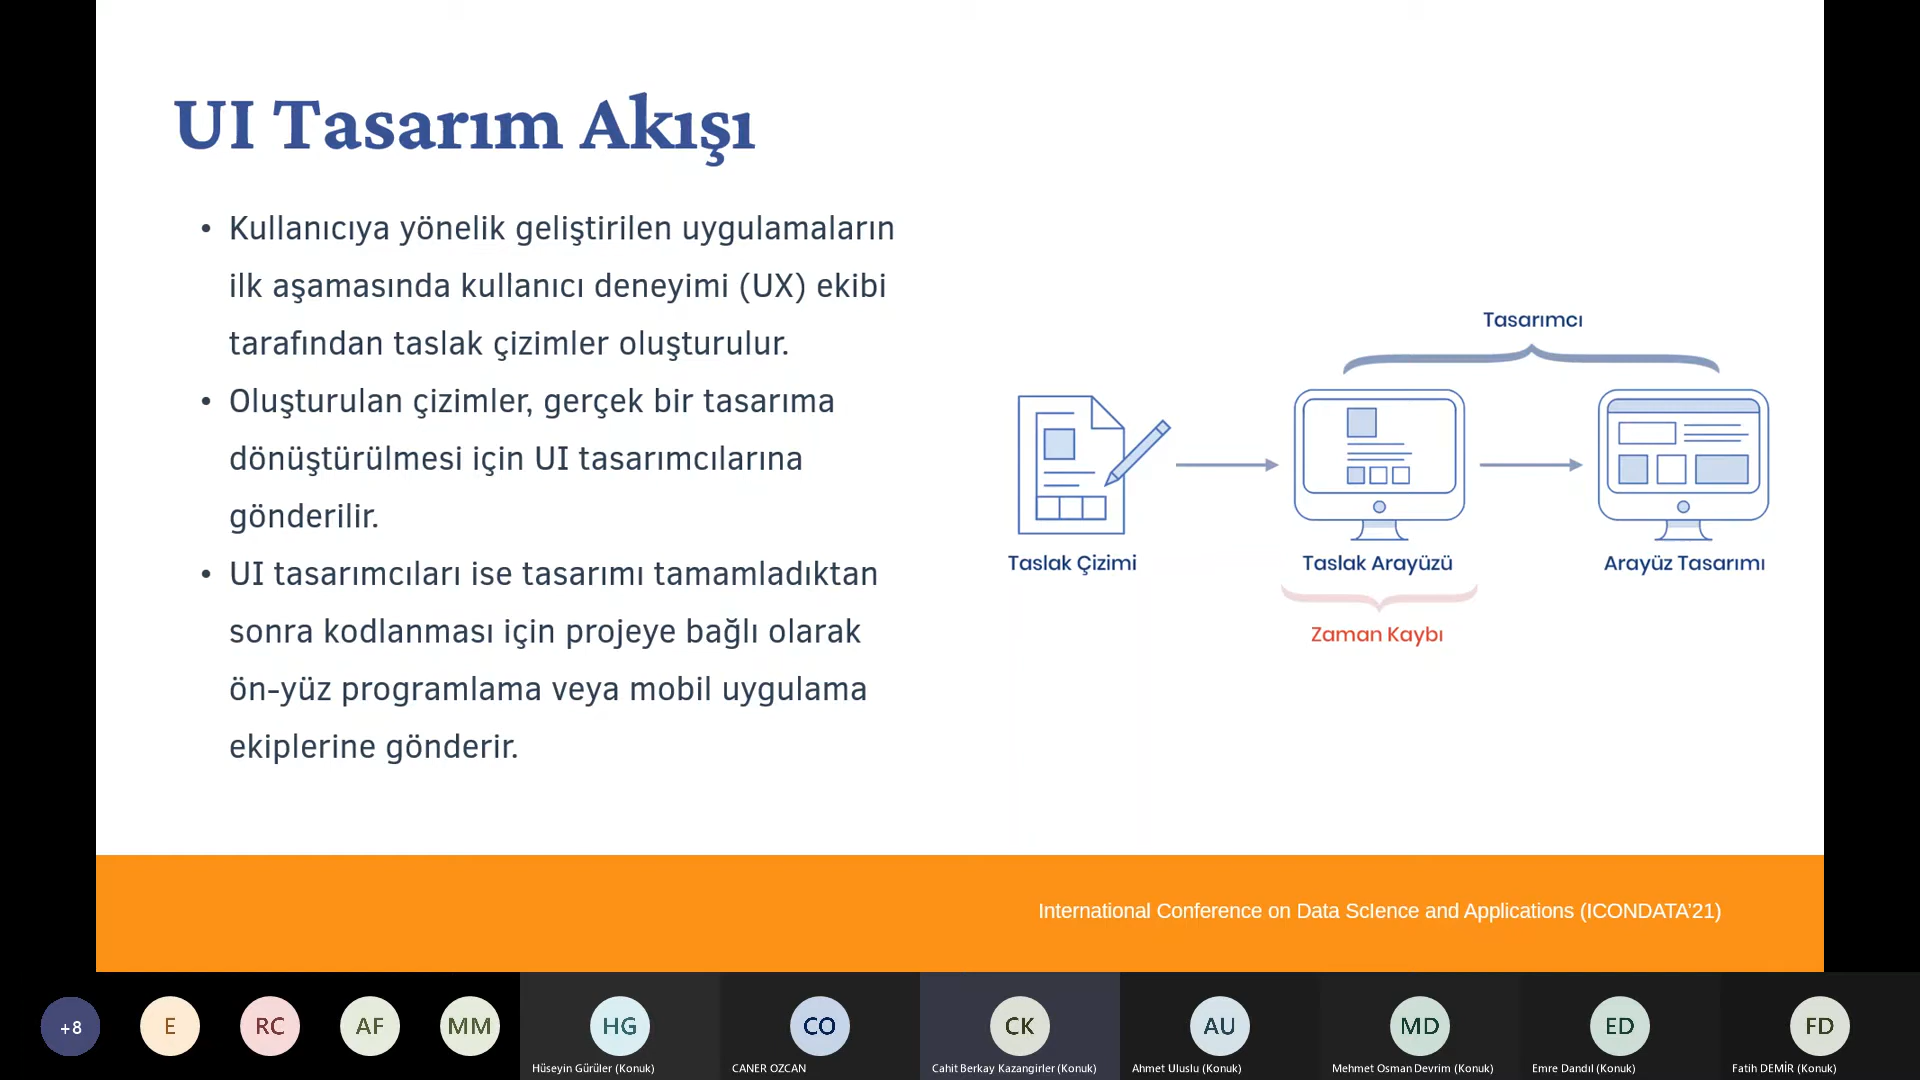 UI Tasarım Akışı
• Kullanıcıya yönelik geliştirilen uygulamaların
ilk aşamasında kullanıcı deneyimi (UX) ekibi
tarafından taslak çizimler oluşturulur.
• Oluşturulan çizimler, gerçek bir tasarıma
dönüştürülmesi için UI tasarımcılarına
gönderilir.
• UI tasarımcıları ise tasarımı tamamladıktan
sonra kodlanması için projeye bağlı olarak
ön-yüz programlama veya mobil uygulama
ekiplerine gönderir.
Tasarımcı
Taslak Çizimi
Taslak Arayüzü
Arayüz Tasarımı
Zaman Kaybı
International Conference on Data ScIence and Applications (ICONDATA’21)
+8
E
RC
AF
MM
HG
CO
CK
AU
MD
ED
FD
Hüseyin Gürüler (Konuk)
CANER OZCAN
Cahit Berkay Kazangirler (Konuk)
Ahmet Uluslu (Konuk)
Mehmet Osman Devrim (Konuk)
Emre Dandıl (Konuk)
Fatih DEMİR (Konuk)